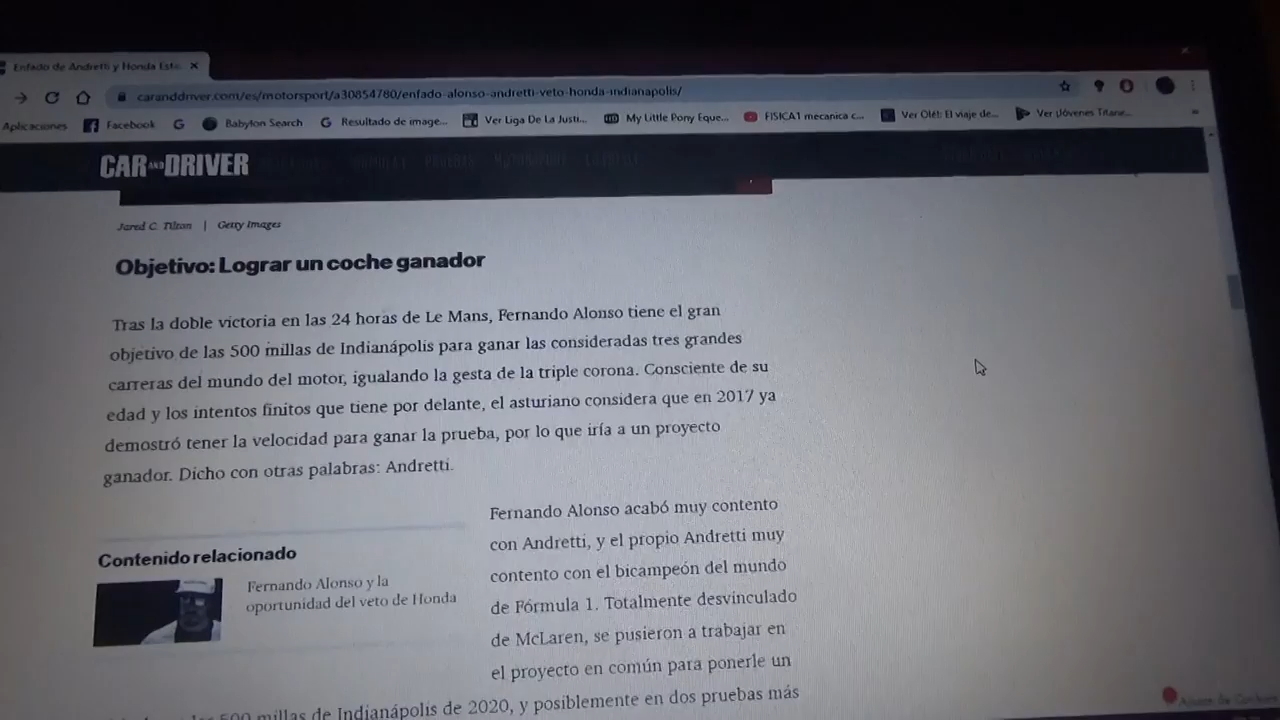 Enfado de Andretti y Honda Est
caranddriver.com/es/motorsport/a30854780/enfado-alonso-andretti-veto-honda-indianapolis/
Aplicaciones Facebook Babylon Search Resultado de image... Ver Liga De La Justi... My Little Pony Eque... FISICA1 mecanica c... Ver Olét: El viaje de... Ver ¡Jóvenes Titane...
CAR AND DRIVER
Jared C. Tilton | Getty Images
Objetivo: Lograr un coche ganador
Tras la doble victoria en las 24 horas de Le Mans, Fernando Alonso tiene el gran
objetivo de las 500 millas de Indianápolis para ganar las consideradas tres grandes
carreras del mundo del motor, igualando la gesta de la triple corona. Consciente de su
edad y los intentos finitos que tiene por delante, el asturiano considera que en 2017 ya
demostró tener la velocidad para ganar la prueba, por lo que iría a un proyecto
ganador. Dicho con otras palabras: Andretti.
Fernando Alonso acabó muy contento
con Andretti, y el propio Andretti muy
contento con el bicampeón del mundo
de Fórmula 1. Totalmente desvinculado
de McLaren, se pusieron a trabajar en
el proyecto en común para ponerle un
500 millas de Indianápolis de 2020, y posiblemente en dos pruebas más
Contenido relacionado
Fernando Alonso y la
oportunidad del veto de Honda